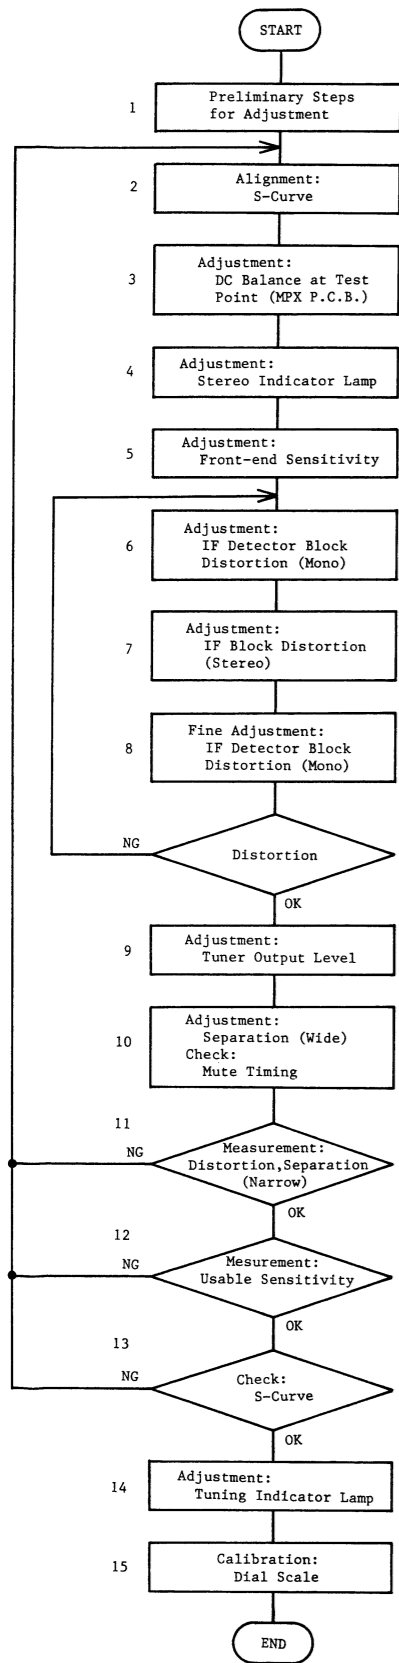 START
1
Preliminary Steps
for Adjustment
2
Alignment:
S-Curve
3
Adjustment:
DC Balance at Test
Point (MPX P.C.B.)
4
Adjustment:
Stereo Indicator Lamp
5
Adjustment:
Front-end Sensitivity
6
Adjustment:
IF Detector Block
Distortion (Mono)
7
Adjustment:
IF Block Distortion
(Stereo)
8
Fine Adjustment:
IF Detector Block
Distortion (Mono)
NG
Distortion
OK
9
Adjustment:
Tuner Output Level
10
Adjustment:
Separation (Wide)
Check:
Mute Timing
11
NG
Measurement:
Distortion,Separation
(Narrow)
OK
12
NG
Mesurement:
Usable Sensitivity
OK
13
NG
Check:
S-Curve
OK
14
Adjustment:
Tuning Indicator Lamp
15
Calibration:
Dial Scale
END